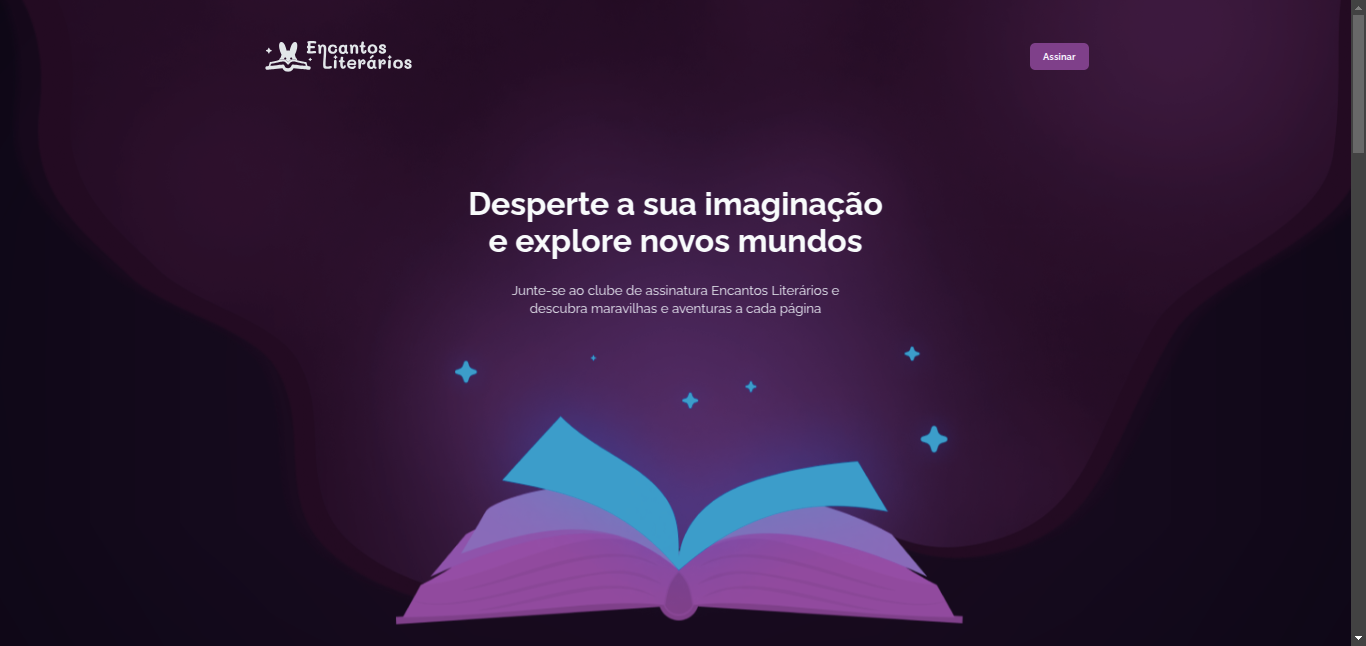 Encantos
Literários
Assinar
Desperte a sua imaginação
e explore novos mundos
Junte-se ao clube de assinatura Encantos Literários e
descubra maravilhas e aventuras a cada página